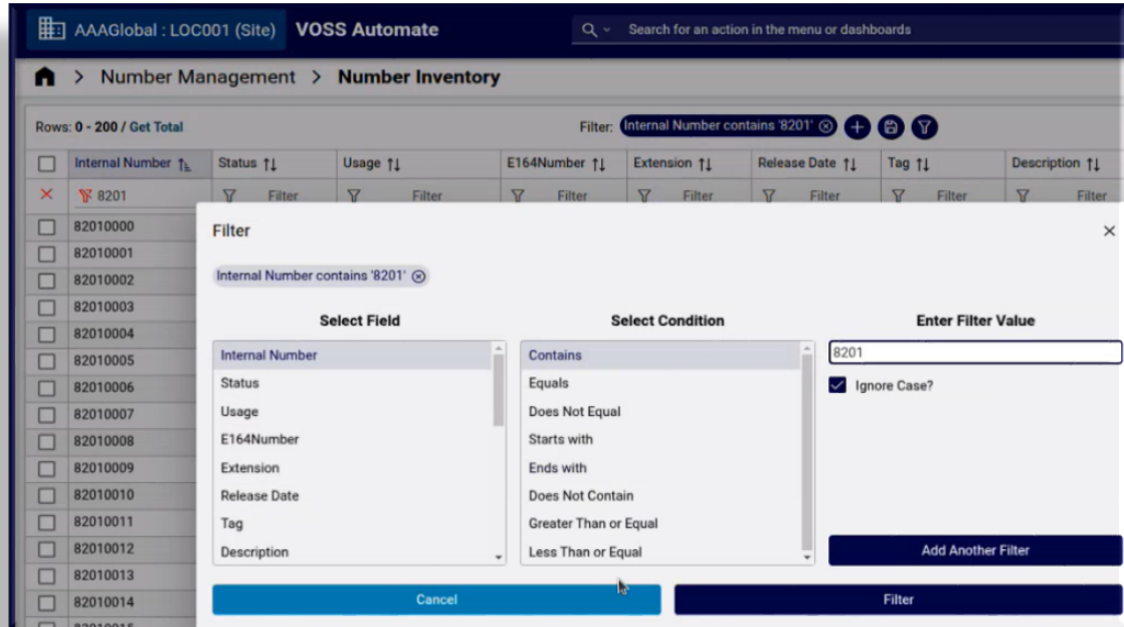 AAAGlobal : LOC001 (Site) VOSS Automate Search for an action in the menu or dashboards
> Number Management > Number Inventory
Rows: 0 - 200 / Get Total Filter: Internal Number contains '8201'
Internal Number Status Usage E164Number Extension Release Date Tag Description
8201 Filter Filter Filter Filter Filter Filter Filter
82010000
82010001
82010002
82010003
82010004
82010005
82010006
82010007
82010008
82010009
82010010
82010011
82010012
82010013
82010014
82010015
Filter
Internal Number contains '8201'
Select Field
Internal Number
Status
Usage
E164Number
Extension
Release Date
Tag
Description
Select Condition
Contains
Equals
Does Not Equal
Starts with
Ends with
Does Not Contain
Greater Than or Equal
Less Than or Equal
Enter Filter Value
8201
Ignore Case?
Add Another Filter
Cancel
Filter